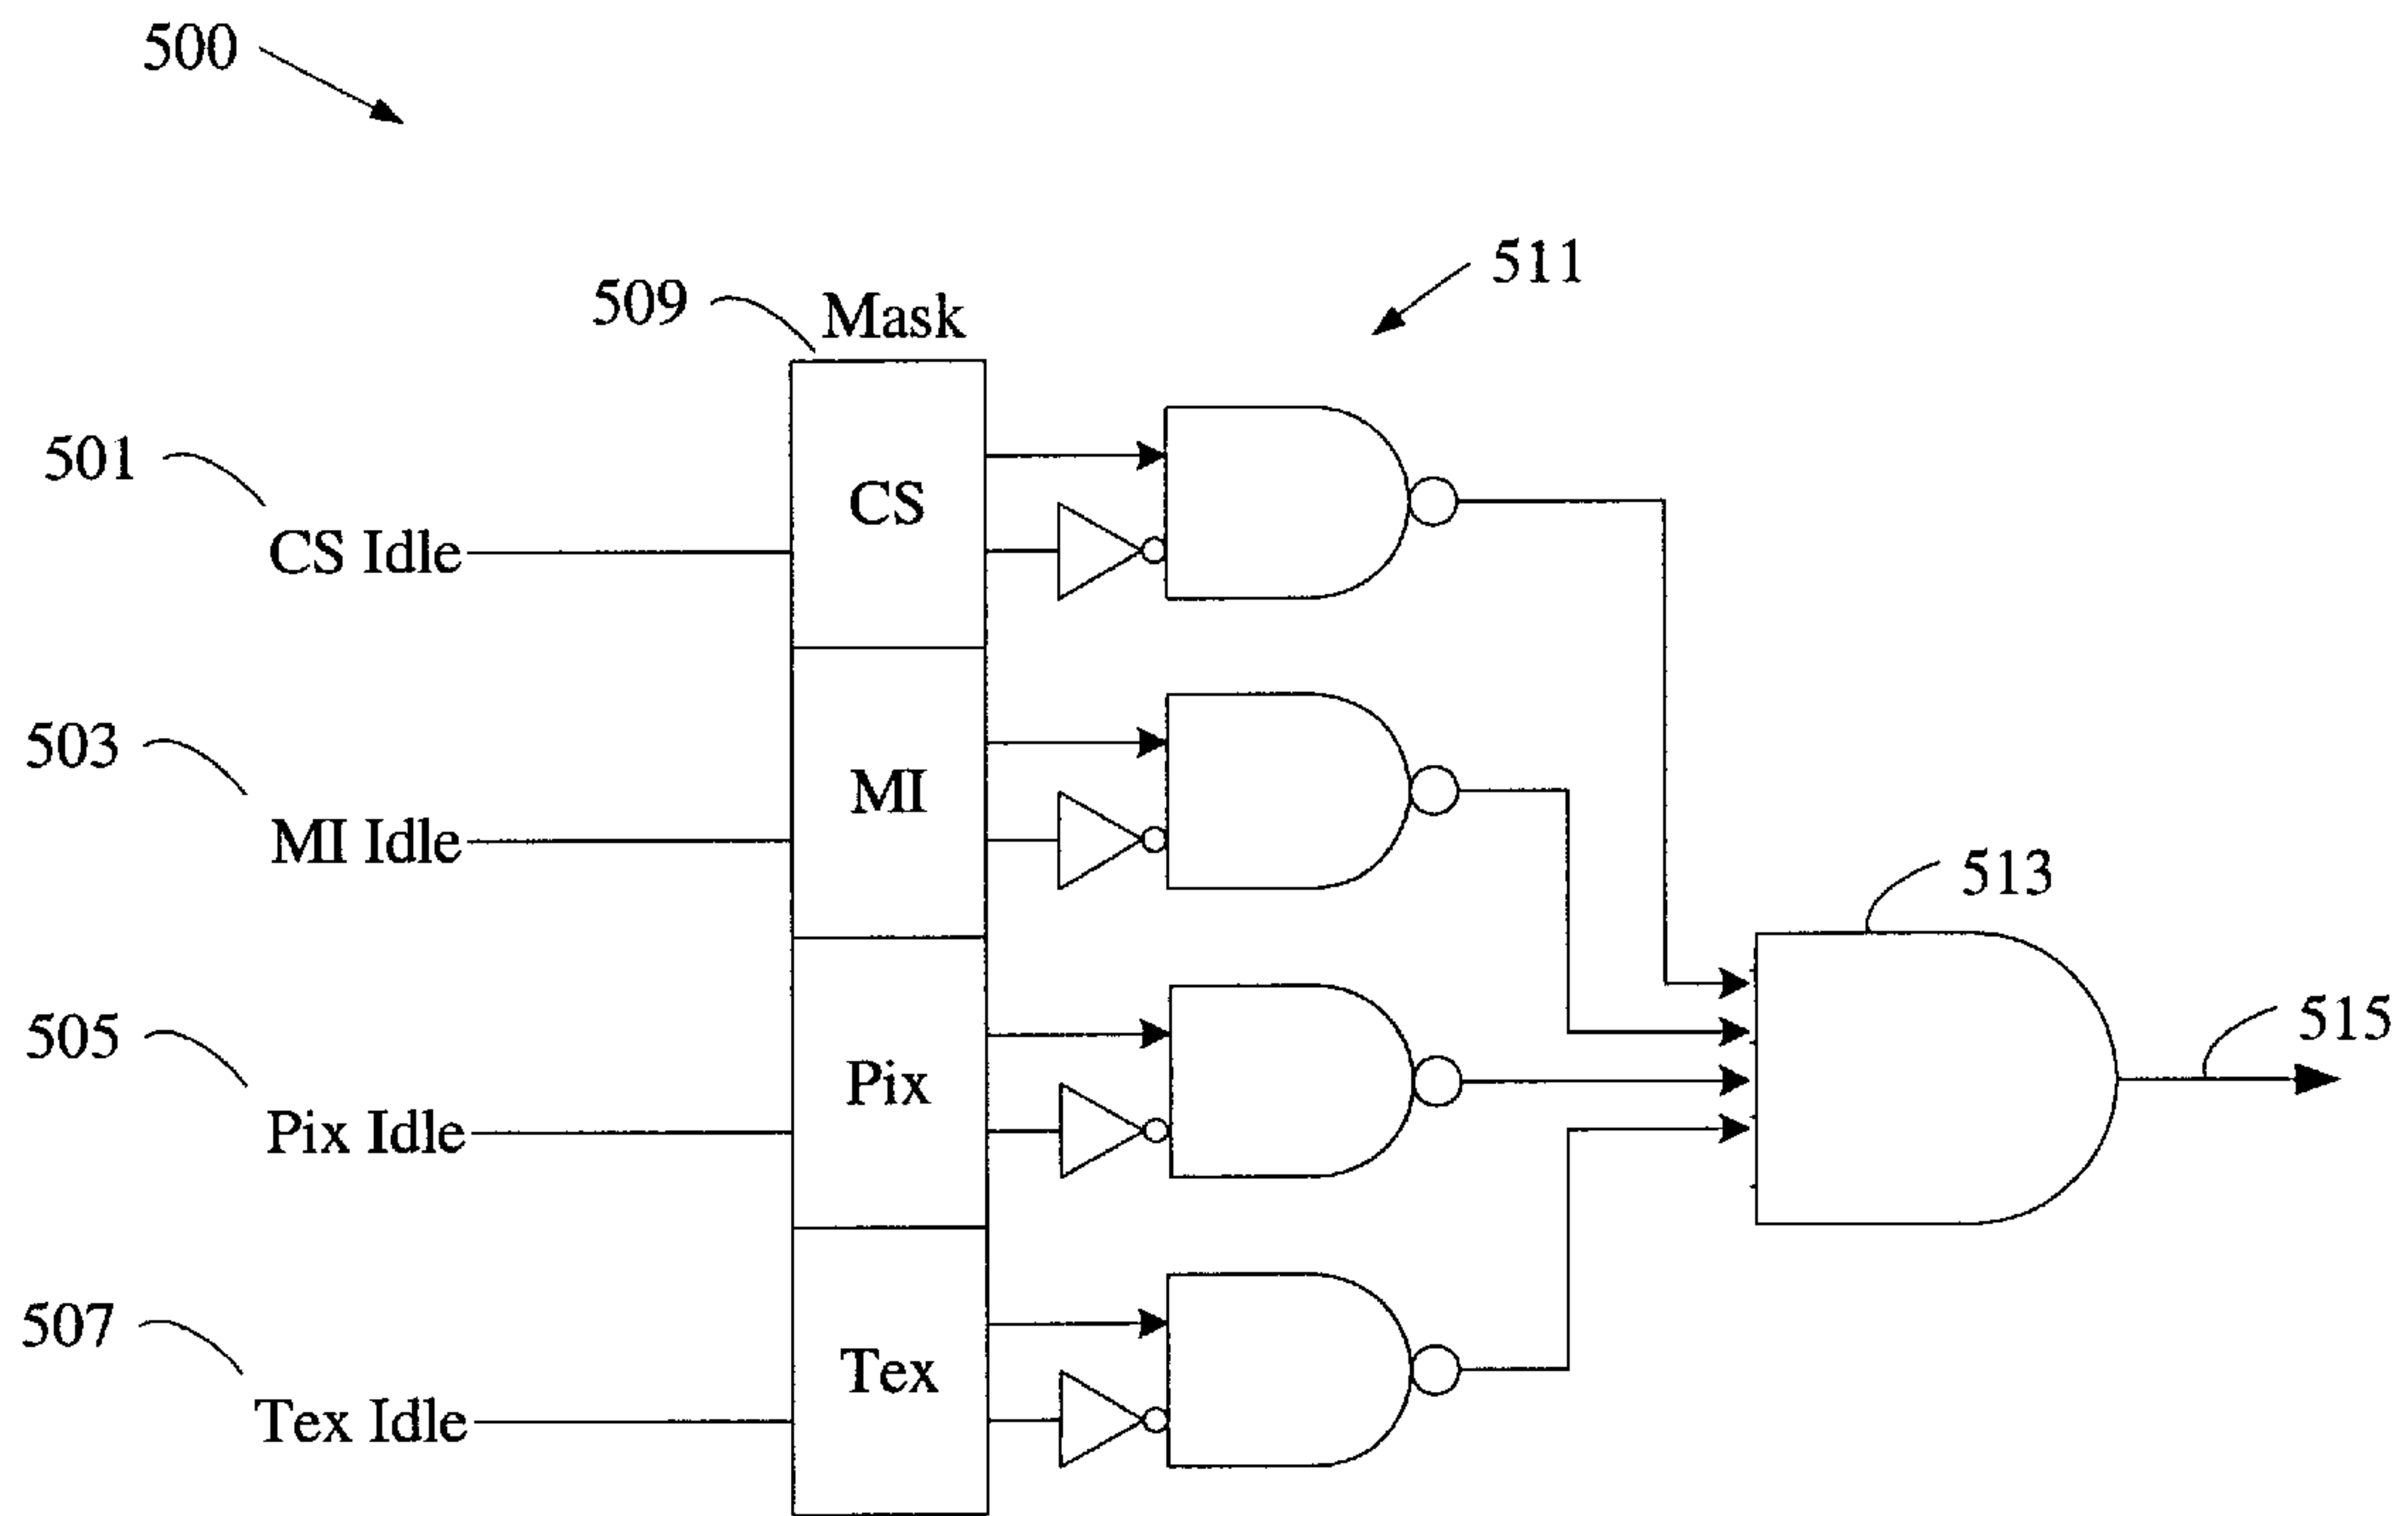 500
511
509
Mask
501
CS
CS Idle
503
MI
MI Idle
513
505
Pix
515
Pix Idle
507
Tex
Tex Idle